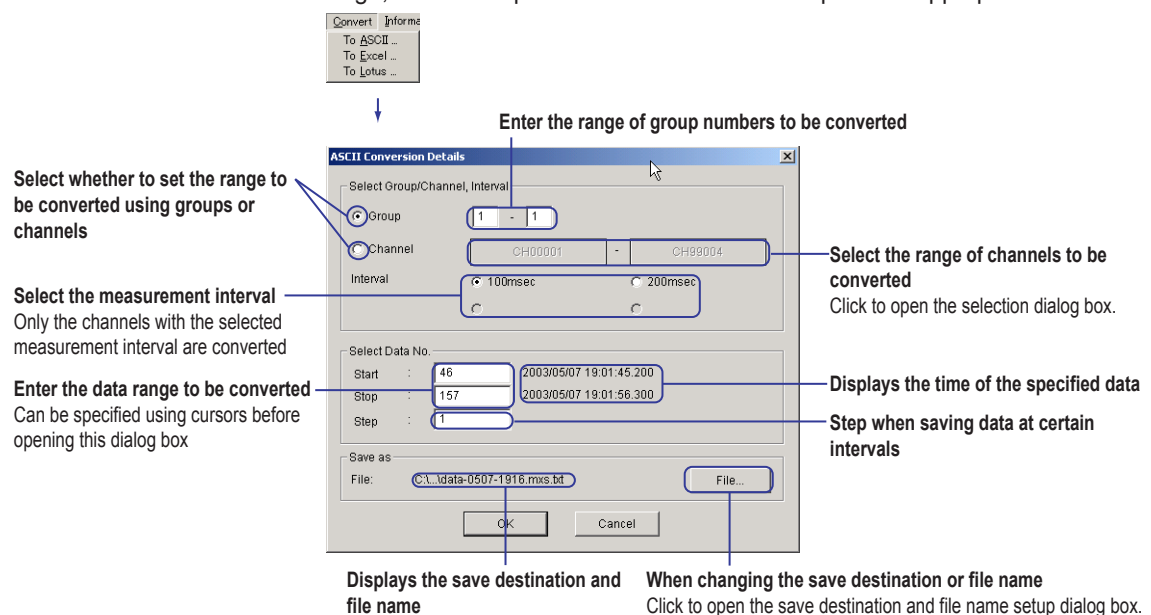 Convert Informa
To ASCII ...
To Excel ...
To Lotus ...
Enter the range of group numbers to be converted
ASCII Conversion Details
Select whether to set the range to
be converted using groups or
channels
Select Group/Channel, Interval
Group 1 - 1
Channel CH00001 - CH99004
Select the range of channels to be
converted
Click to open the selection dialog box.
Interval 100msec 200msec
Select the measurement interval
Only the channels with the selected
measurement interval are converted
Select Data No.
Start : 46 2003/05/07 19:01:45.200
Stop : 157 2003/05/07 19:01:56.300
Step : 1
Enter the data range to be converted
Can be specified using cursors before
opening this dialog box
Displays the time of the specified data
Step when saving data at certain
intervals
Save as
File: C:\...\data-0507-1916.mxs.txt File...
OK Cancel
Displays the save destination and
file name
When changing the save destination or file name
Click to open the save destination and file name setup dialog box.